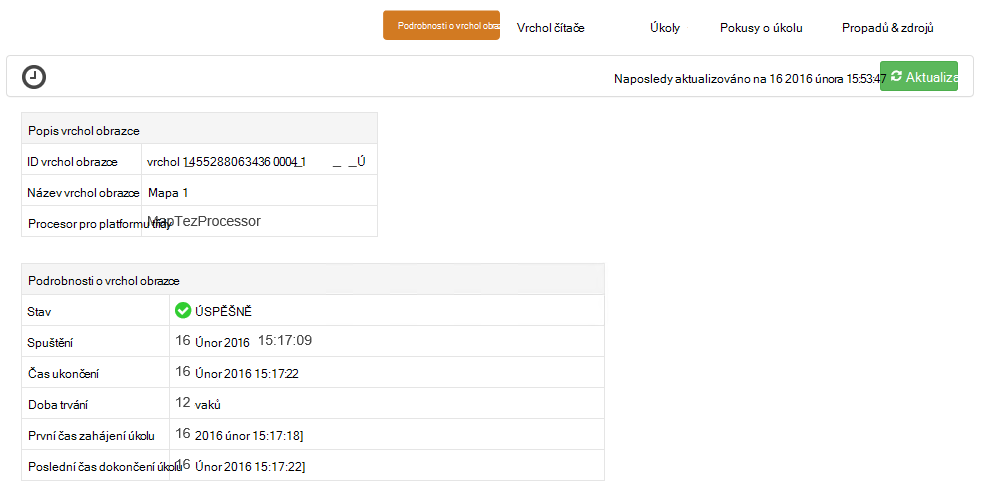 Podrobnosti o vrchol obraz Vrchol čítače Úkoly Pokusy o úkolu Propadů & zdrojů
Naposledy aktualizováno na 16 2016 února 15:53:47 Aktualiza
Popis vrchol obrazce
ID vrchol obrazce vrchol 1455288063436 0004_1 _ _Ú
Název vrchol obrazce Mapa 1
Procesor pro platformu třídy MapTezProcessor
Podrobnosti o vrchol obrazce
Stav ÚSPĚŠNĚ
Spuštění 16 Únor 2016 15:17:09
Čas ukončení 16 Únor 2016 15:17:22
Doba trvání 12 vaků
První čas zahájení úkolu 16 2016 únor 15:17:18]
Poslední čas dokončení úkolu 16 Únor 2016 15:17:22]